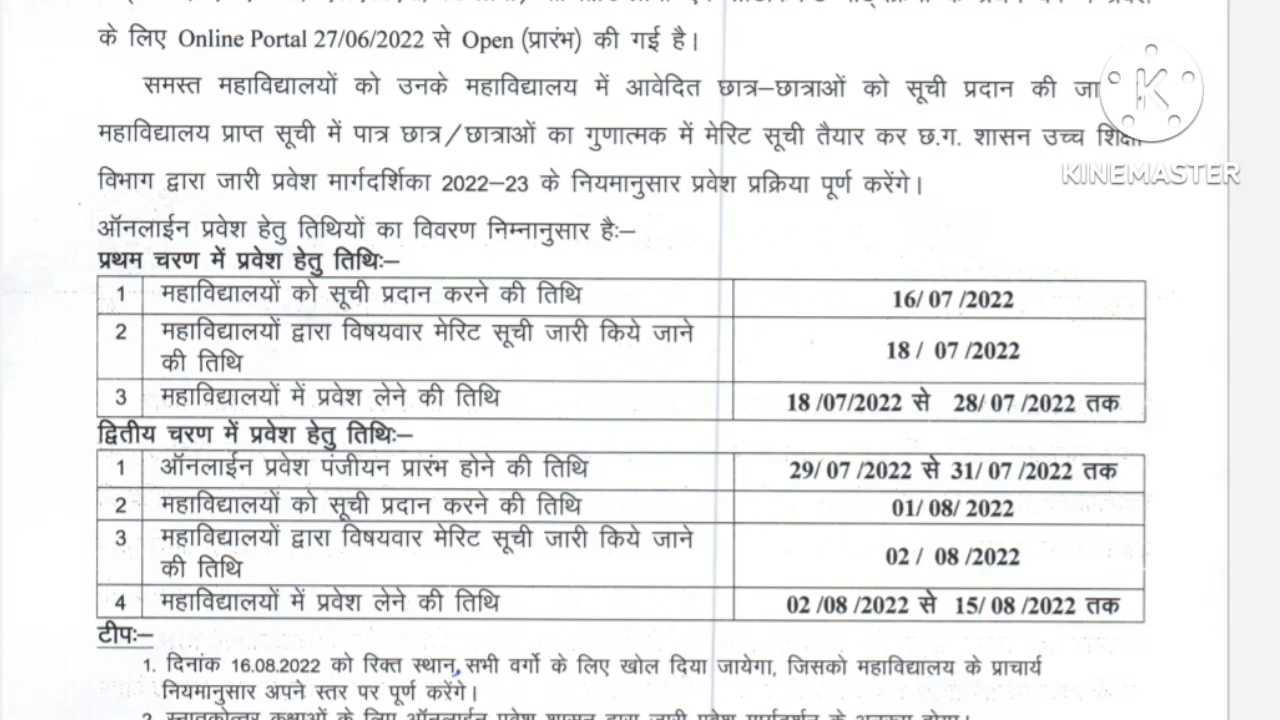 के लिए Online Portal 27/06/2022 से Open (प्रारंभ) की गई है।
समस्त महाविद्यालयों को उनके महाविद्यालय में आवेदित छात्र–छात्राओं को सूची प्रदान की
महाविद्यालय प्राप्त सूची में पात्र छात्र/छात्राओं का गुणात्मक में मेरिट सूची तैयार कर छ.ग. शासन उच्च शिक्षा
विभाग द्वारा जारी प्रवेश मार्गदर्शिका 2022–23 के नियमानुसार प्रवेश प्रक्रिया पूर्ण करेंगे।
KINEMASTER
ऑनलाईन प्रवेश हेतु तिथियों का विवरण निम्नानुसार है:–
प्रथम चरण में प्रवेश हेतु तिथिः–
1 महाविद्यालयों को सूची प्रदान करने की तिथि 16/ 07 /2022
2 महाविद्यालयों द्वारा विषयवार मेरिट सूची जारी किये जाने
की तिथि 18 / 07 /2022
3 महाविद्यालयों में प्रवेश लेने की तिथि 18 /07/2022 से 28/ 07 /2022 तक
द्वितीय चरण में प्रवेश हेतु तिथिः–
1 ऑनलाईन प्रवेश पंजीयन प्रारंभ होने की तिथि 29/ 07 /2022 से 31/ 07 /2022 तक
2 महाविद्यालयों को सूची प्रदान करने की तिथि 01/ 08/ 2022
3 महाविद्यालयों द्वारा विषयवार मेरिट सूची जारी किये जाने
की तिथि 02 / 08 /2022
4 महाविद्यालयों में प्रवेश लेने की तिथि 02 /08 /2022 से 15/ 08 /2022 तक
टीपः–
1. दिनांक 16.08.2022 को रिक्त स्थान, सभी वर्गो के लिए खोल दिया जायेगा, जिसको महाविद्यालय के प्राचार्य
नियमानुसार अपने स्तर पर पूर्ण करेंगे।